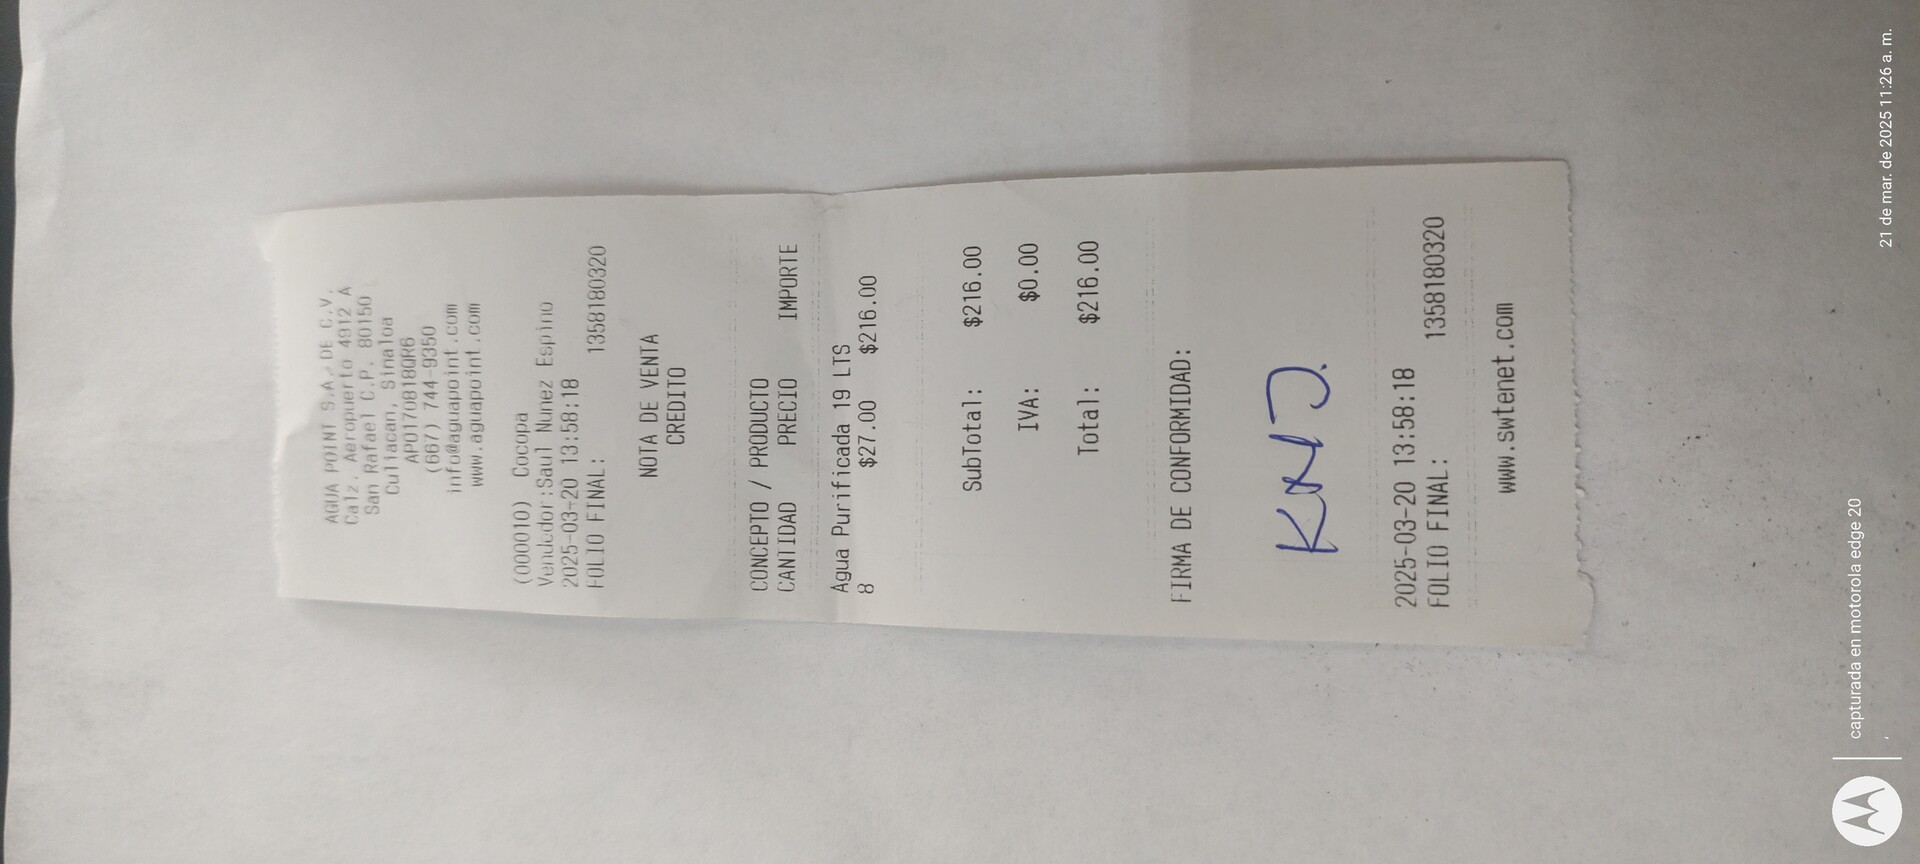 AGUA POINT S.A. DE C.V.
Calz. Aeropuerto 4912 A
San Rafael C.P. 80150
Culiacan, Sinaloa
APO170818QR6
(667) 744-9350
info@aguapoint.com
www.aguapoint.com
(000010) Cocopa
Vendedor:Saul Nunez Espino
2025-03-20 13:58:18
FOLIO FINAL: 1358180320
NOTA DE VENTA
CREDITO
CONCEPTO / PRODUCTO
CANTIDAD PRECIO IMPORTE
Agua Purificada 19 LTS
8 $27.00 $216.00
SubTotal: $216.00
IVA: $0.00
Total: $216.00
FIRMA DE CONFORMIDAD:
2025-03-20 13:58:18
FOLIO FINAL: 1358180320
www.swtenet.com
capturada en motorola edge 20
21 de mar. de 2025 11:26 a. m.